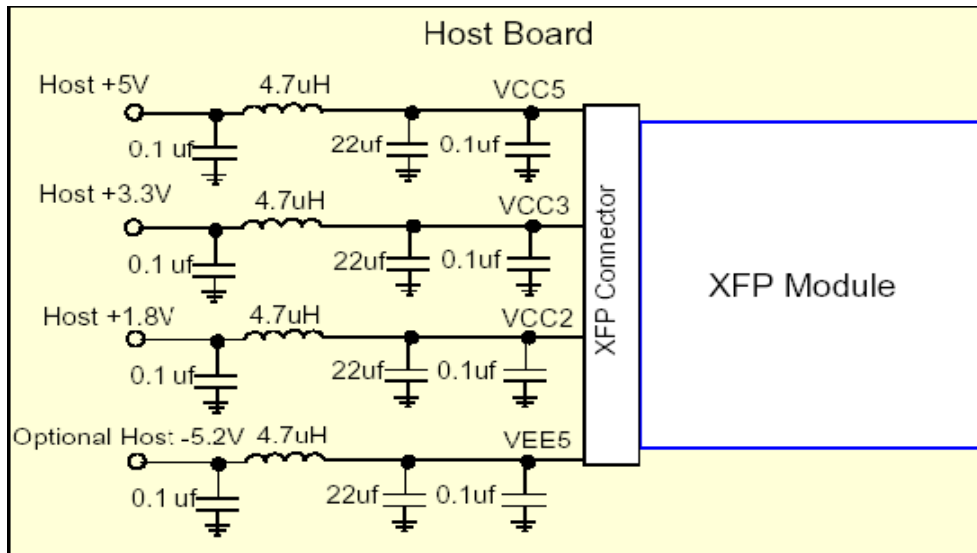 Host Board
Host +5V
4.7uH
VCC5
0.1 uf
22uf
0.1uf
Host +3.3V
4.7uH
VCC3
0.1 uf
22uf
0.1uf
Host +1.8V
4.7uH
VCC2
0.1 uf
22uf
0.1uf
Optional Host -5.2V
4.7uH
VEE5
0.1 uf
22uf
0.1uf
XFP Connector
XFP Module